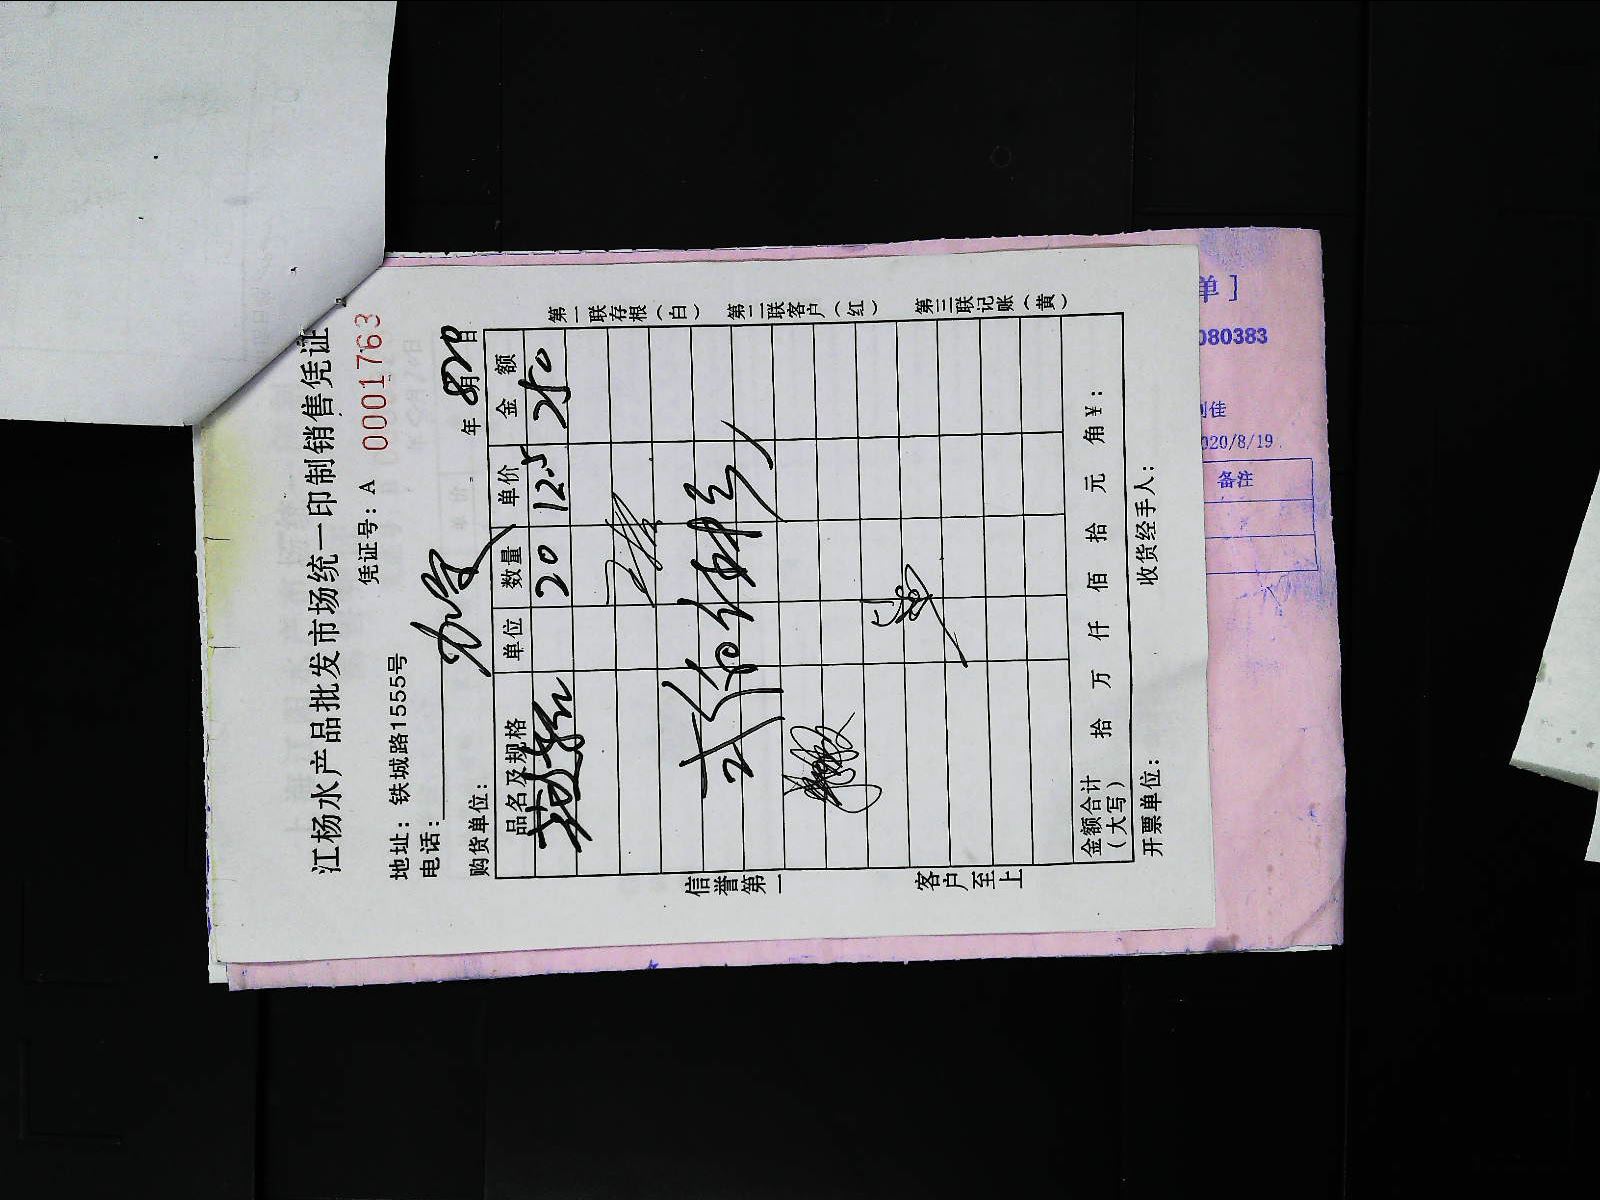 江杨水产品批发市场统一印制销售凭证
凭证号：A 0001763
地址：铁城路1555号
电话：
购货单位： 年 8月20日
品名及规格 单位 数量 单价 金额
20 12.5 250
贰佰伍拾元
金额合计（大写） 拾 万 仟 佰 拾 元 角 ¥：
开票单位： 收货经手人：
第一联存根（白） 第二联客户（红） 第三联记账（黄）
信誉第一 客户至上
单］
080383
020/8/19
备注